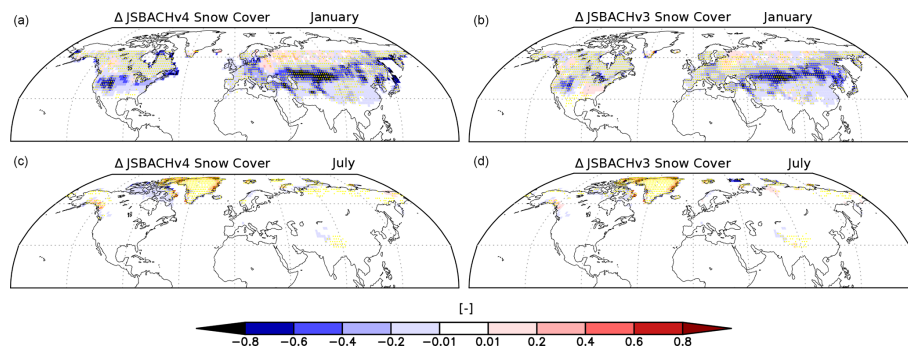 (a) Δ JSBACHv4 Snow Cover January
(b) Δ JSBACHv3 Snow Cover January
(c) Δ JSBACHv4 Snow Cover July
(d) Δ JSBACHv3 Snow Cover July
[-]
−0.8 −0.6 −0.4 −0.2 −0.01 0.01 0.2 0.4 0.6 0.8